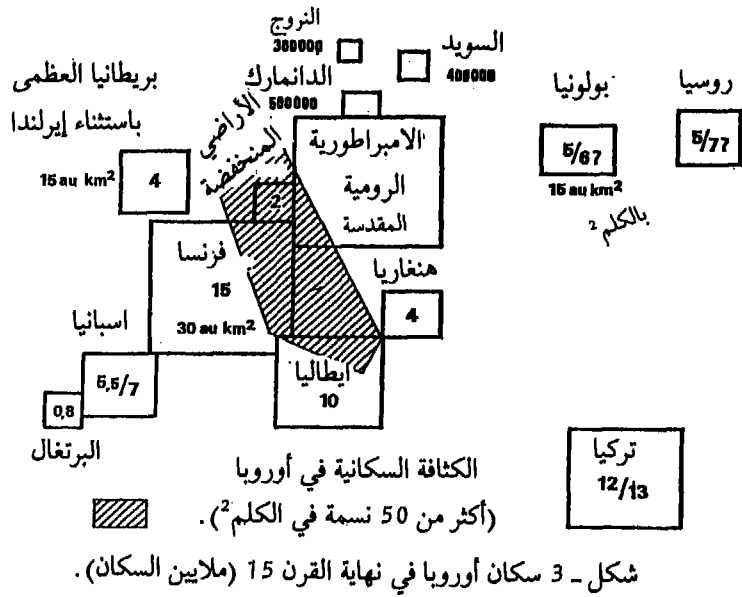 النروج
300000
السويد
400000
الدانمارك
500000
بريطانيا العظمى
باستثناء إيرلندا
15 au km²
4
الأراضي
المنخفضة
2
الامبراطورية
الرومية
المقدسة
بولونيا
5/6?
15 au km²
بالكلم²
روسيا
5/7?
فرنسا
15
30 au km²
هنغاريا
4
اسبانيا
5,5/7
0,8
البرتغال
ايطاليا
10
تركيا
12/13
الكثافة السكانية في أوروبا
(أكثر من 50 نسمة في الكلم²).
شكل - 3 سكان أوروبا في نهاية القرن 15 (ملايين السكان).